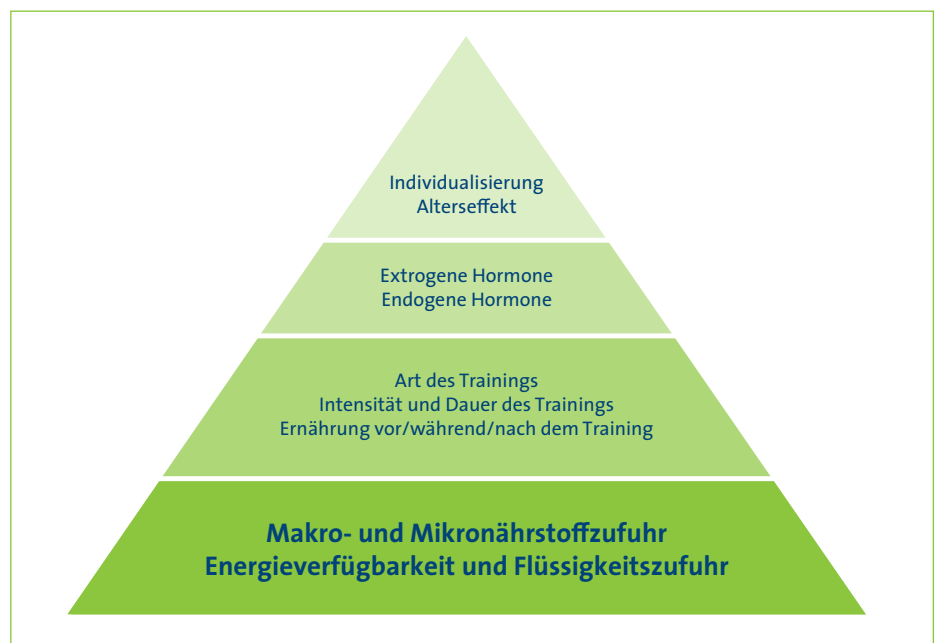 Individualisierung
Alterseffekt
Extrogene Hormone
Endogene Hormone
Art des Trainings
Intensität und Dauer des Trainings
Ernährung vor/während/nach dem Training
Makro- und Mikronährstoffzufuhr
Energieverfügbarkeit und Flüssigkeitszufuhr